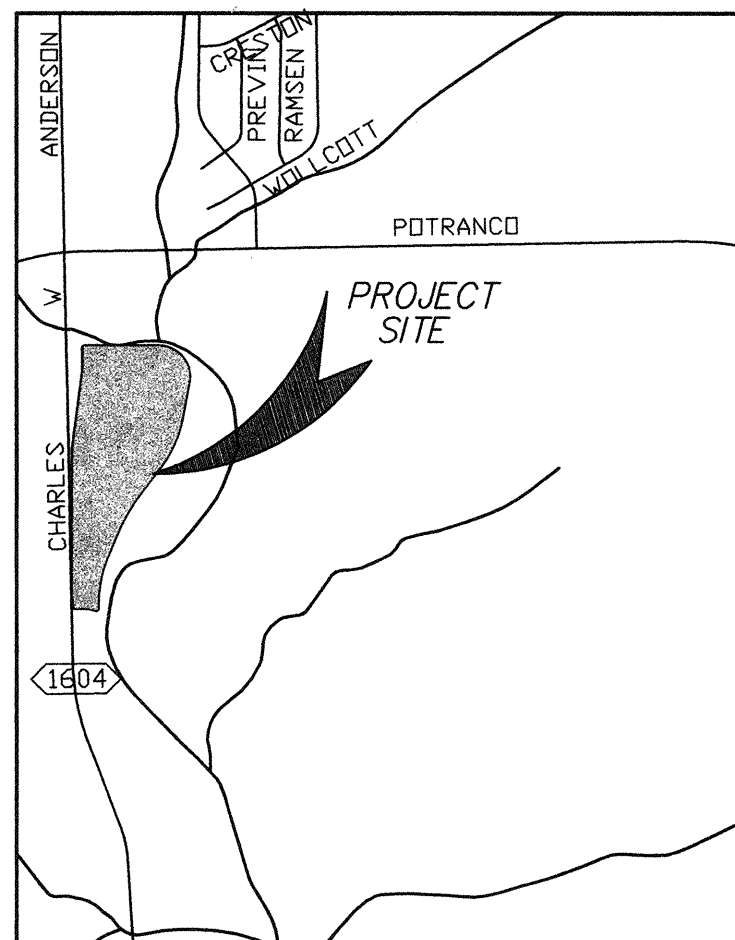 CRESTON
ANDERSON
PREVIN
RAMSEN
WOLLCOTT
POTRANCO
W
PROJECT
SITE
CHARLES
1604